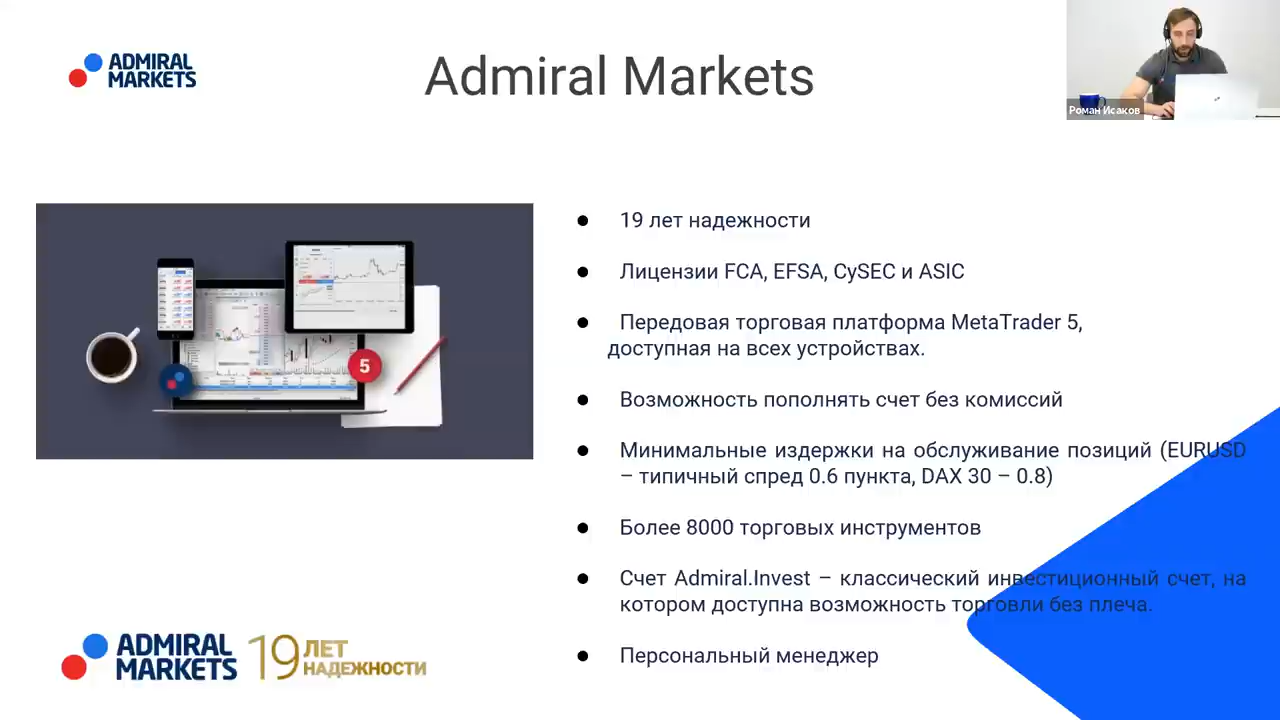 ADMIRAL
MARKETS
Admiral Markets
Роман Исаков
5
● 19 лет надежности
● Лицензии FCA, EFSA, CySEC и ASIC
● Передовая торговая платформа MetaTrader 5,
доступная на всех устройствах.
● Возможность пополнять счет без комиссий
● Минимальные издержки на обслуживание позиций (EURUSD
– типичный спред 0.6 пункта, DAX 30 – 0.8)
● Более 8000 торговых инструментов
● Счет Admiral.Invest – классический инвестиционный счет, на
котором доступна возможность торговли без плеча.
● Персональный менеджер
ADMIRAL
MARKETS
19 ЛЕТ
НАДЕЖНОСТИ